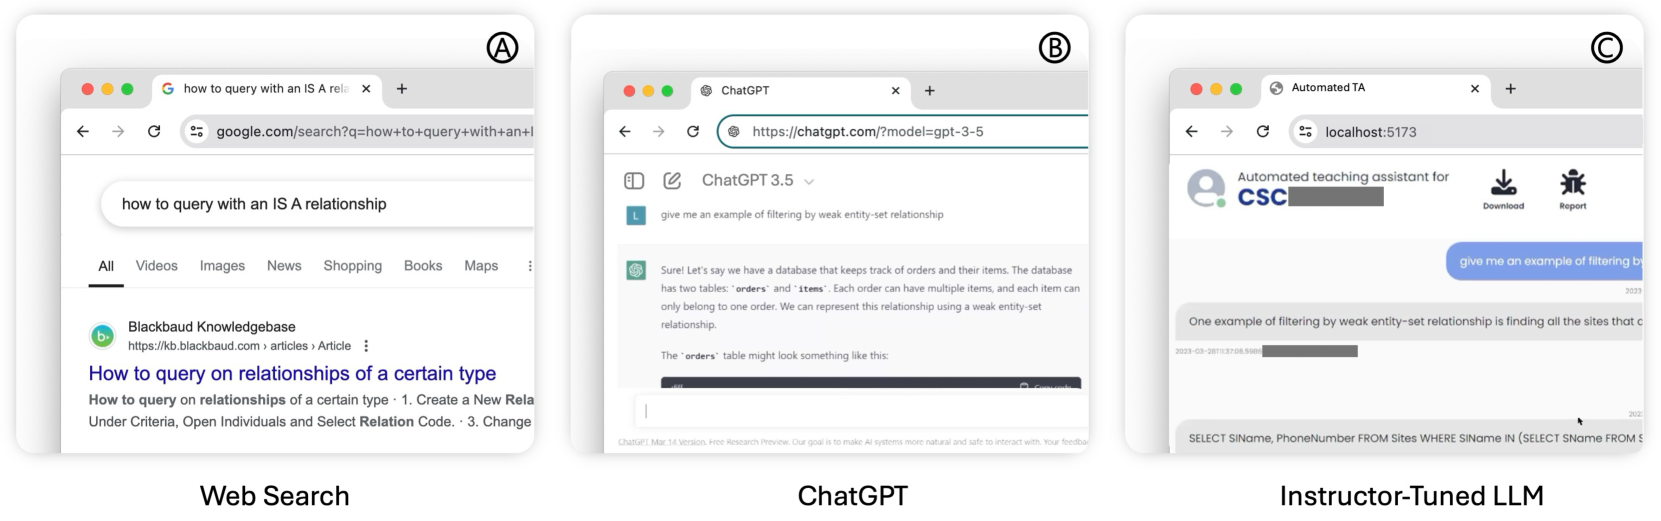 A
how to query with an IS A rela
google.com/search?q=how+to+query+with+an+I
how to query with an IS A relationship
All Videos Images News Shopping Books Maps
Blackbaud Knowledgebase
https://kb.blackbaud.com › articles › Article
How to query on relationships of a certain type
How to query on relationships of a certain type · 1. Create a New Rela
Under Criteria, Open Individuals and Select Relation Code. · 3. Change
Web Search
B
ChatGPT
https://chatgpt.com/?model=gpt-3-5
ChatGPT 3.5
L give me an example of filtering by weak entity-set relationship
Sure! Let's say we have a database that keeps track of orders and their items. The database
has two tables: `orders` and `items`. Each order can have multiple items, and each item can
only belong to one order. We can represent this relationship using a weak entity-set
relationship.
The `orders` table might look something like this:
Copy code
ChatGPT Mar 14 Version. Free Research Preview. Our goal is to make AI systems more natural and safe to interact with. Your feedba
ChatGPT
C
Automated TA
localhost:5173
Automated teaching assistant for
CSC
Download Report
give me an example of filtering by
2023
One example of filtering by weak entity-set relationship is finding all the sites that c
202
SELECT SIName, PhoneNumber FROM Sites WHERE SIName IN (SELECT SName FROM S
Instructor-Tuned LLM